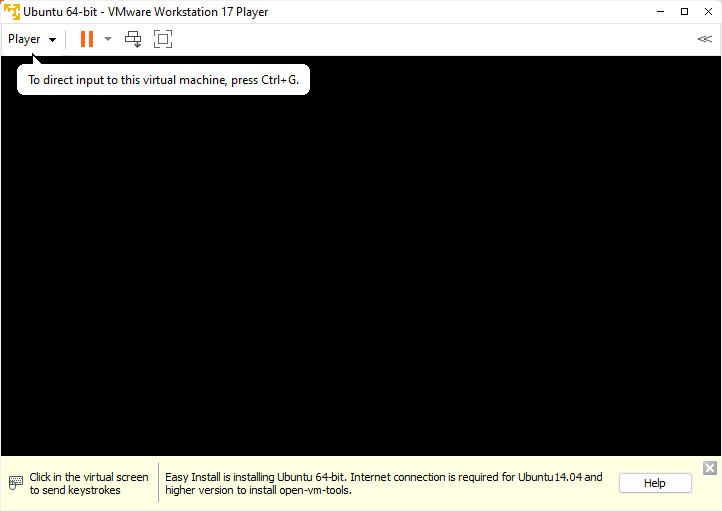 Ubuntu 64-bit - VMware Workstation 17 Player
Player
To direct input to this virtual machine, press Ctrl+G.
Click in the virtual screen
to send keystrokes
Easy Install is installing Ubuntu 64-bit. Internet connection is required for Ubuntu14.04 and
higher version to install open-vm-tools.
Help